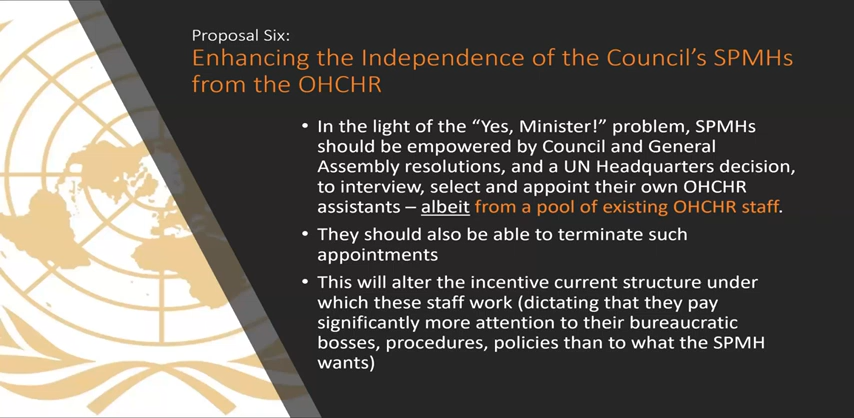 Proposal Six:
Enhancing the Independence of the Council's SPMHs
from the OHCHR
• In the light of the "Yes, Minister!" problem, SPMHs
should be empowered by Council and General
Assembly resolutions, and a UN Headquarters decision,
to interview, select and appoint their own OHCHR
assistants – albeit from a pool of existing OHCHR staff.
• They should also be able to terminate such
appointments
• This will alter the incentive current structure under
which these staff work (dictating that they pay
significantly more attention to their bureaucratic
bosses, procedures, policies than to what the SPMH
wants)